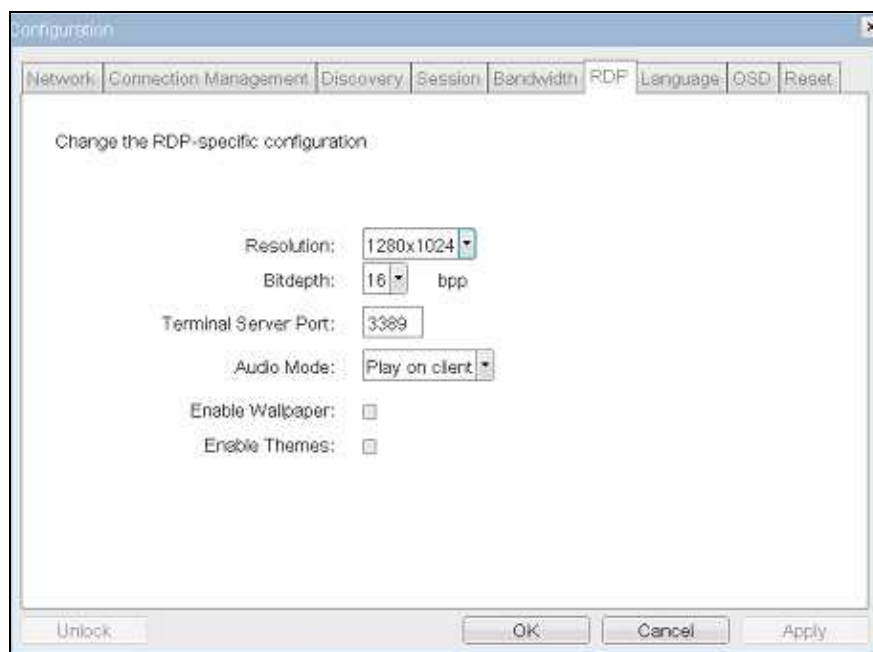 Configuration
Network Connection Management Discovery Session Bandwidth RDP Language OSD Reset
Change the RDP-specific configuration
Resolution: 1280x1024
Bitdepth: 16 bpp
Terminal Server Port: 3389
Audio Mode: Play on client
Enable Wallpaper:
Enable Themes:
Unlock OK Cancel Apply